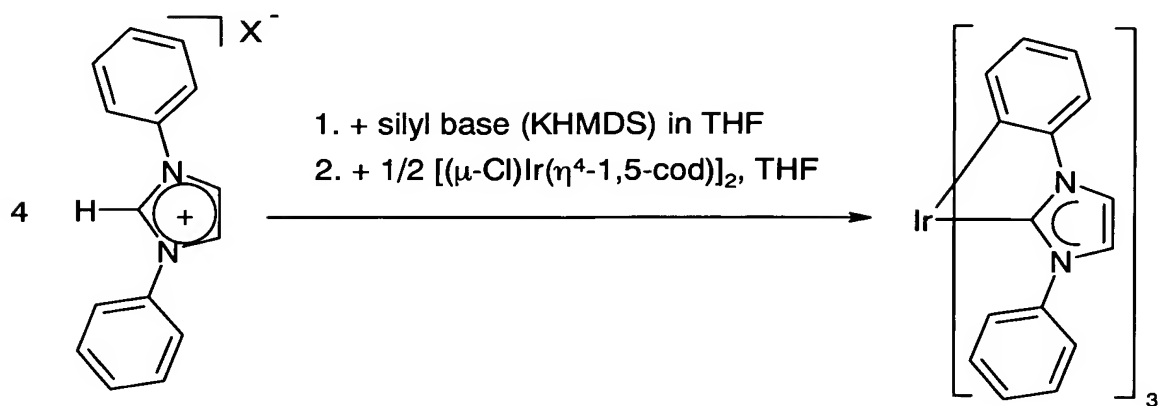 X⁻
1. + silyl base (KHMDS) in THF
2. + 1/2 [(μ-Cl)Ir(η⁴-1,5-cod)]₂, THF
4 H N + N
Ir N N
3